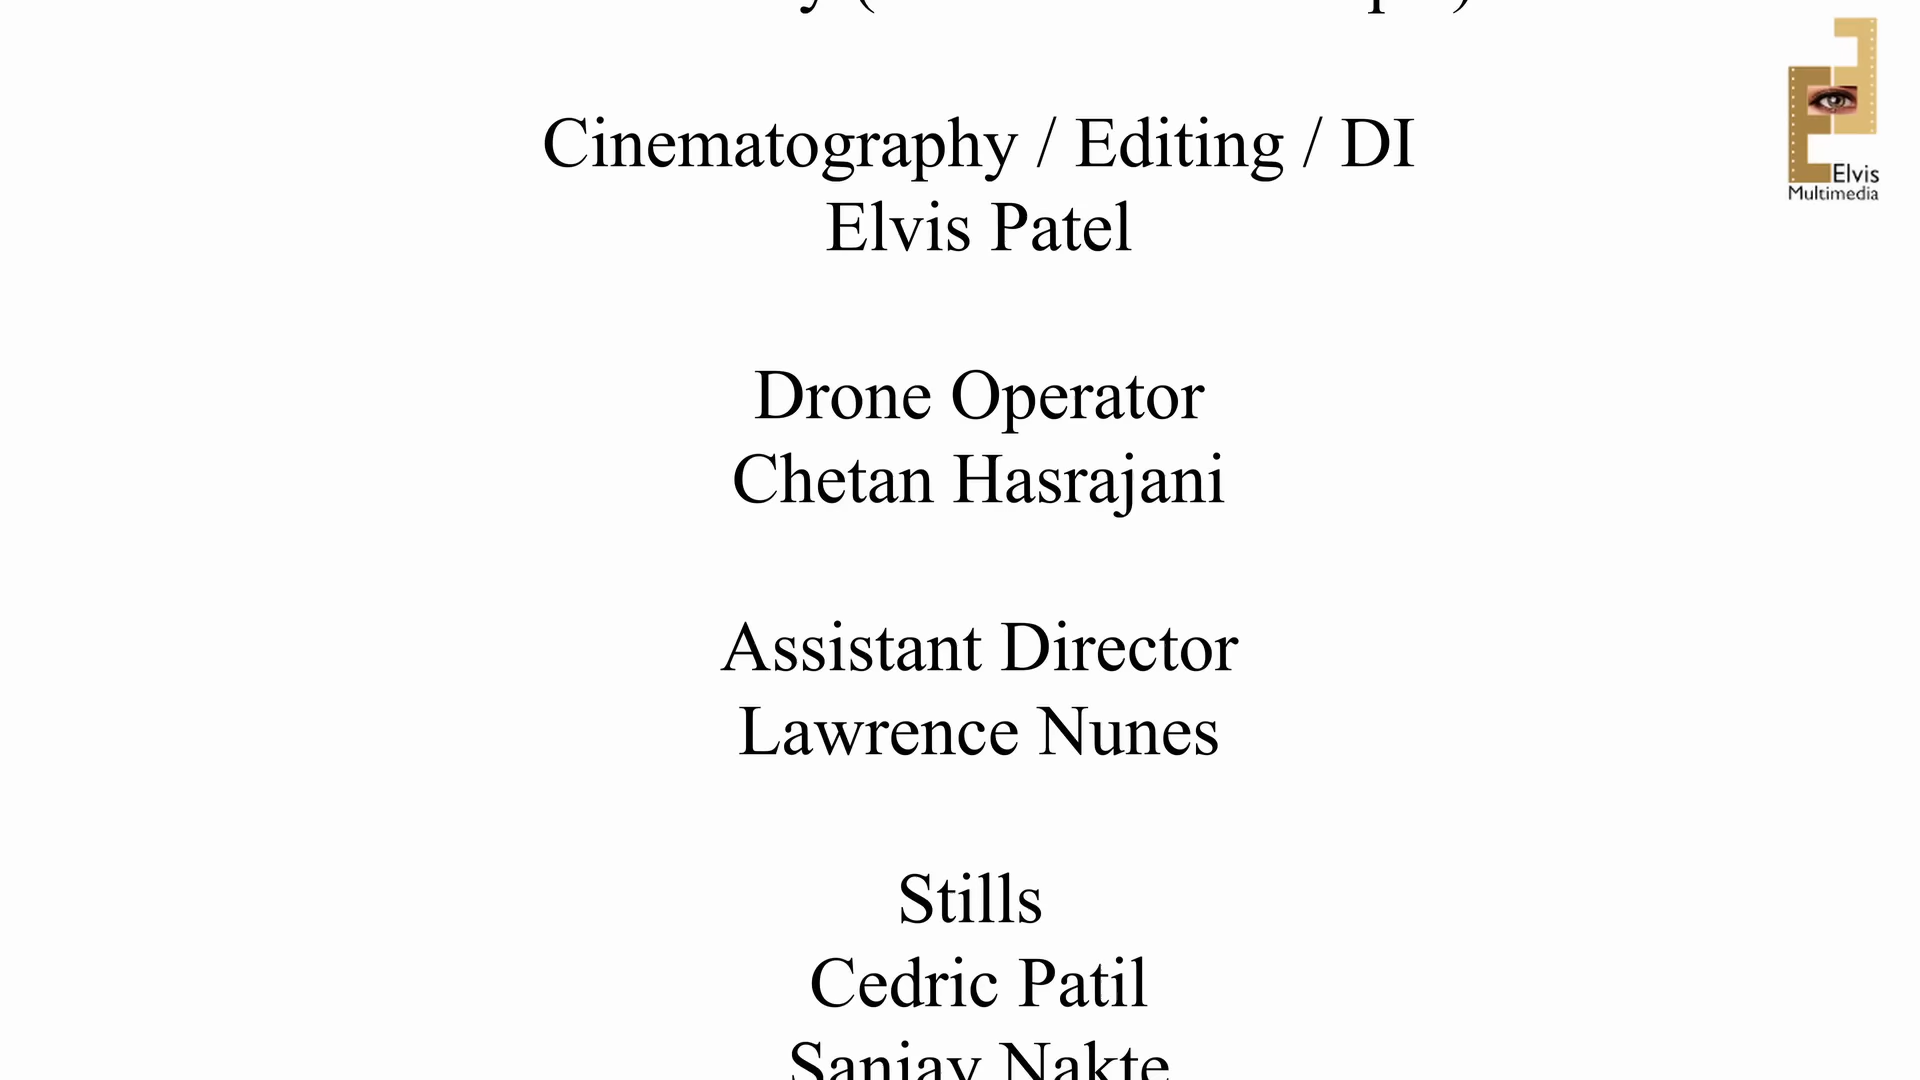 Cinematography / Editing / DI
Elvis Patel
Drone Operator
Chetan Hasrajani
Assistant Director
Lawrence Nunes
Stills
Cedric Patil
Sanjay Nakte
Elvis
Multimedia